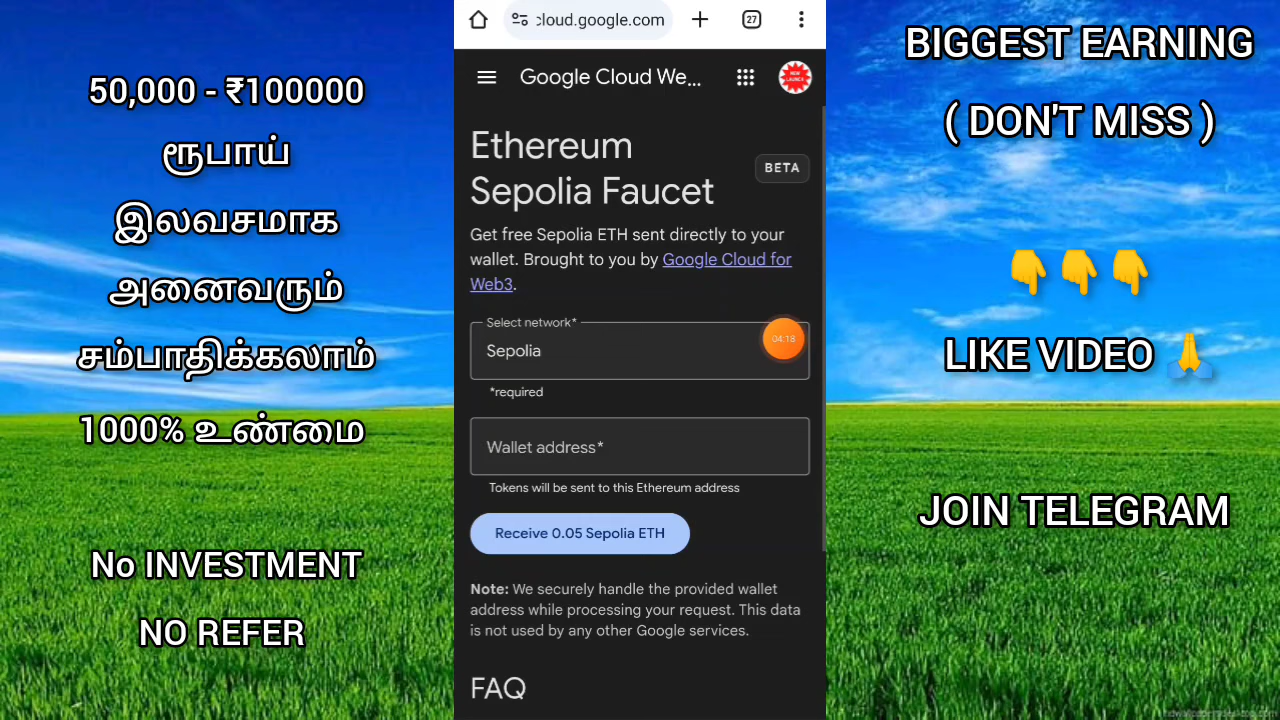 50,000 - ₹100000
ரூபாய்
இலவசமாக
அனைவரும்
சம்பாதிக்கலாம்
1000% உண்மை
No INVESTMENT
NO REFER
cloud.google.com
27
Google Cloud We...
NOW LAUNCH
Ethereum
Sepolia Faucet
BETA
Get free Sepolia ETH sent directly to your
wallet. Brought to you by Google Cloud for
Web3.
Select network*
Sepolia
04:18
*required
Wallet address*
Tokens will be sent to this Ethereum address
Receive 0.05 Sepolia ETH
Note: We securely handle the provided wallet
address while processing your request. This data
is not used by any other Google services.
FAQ
BIGGEST EARNING
( DON'T MISS )
LIKE VIDEO
JOIN TELEGRAM